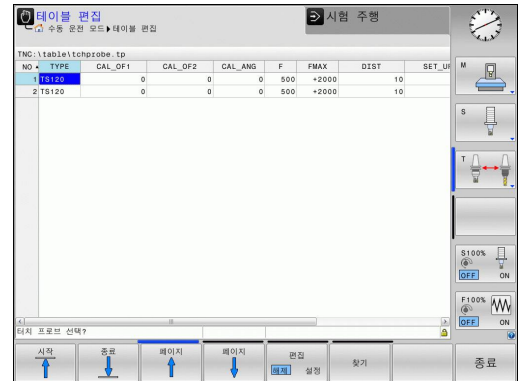 테이블 편집
수동 운전 모드▶테이블 편집
시험 주행
TNC:\table\tchprobe.tp
NO TYPE CAL_OF1 CAL_OF2 CAL_ANG F FMAX DIST SET_UP
1 TS120 0 0 0 500 +2000 10
2 TS120 0 0 0 500 +2000 10
터치 프로브 선택?
M
S
T
S100%
OFF ON
F100%
OFF ON
시작 종료 페이지 페이지 편집 찾기 종료
해제 설정